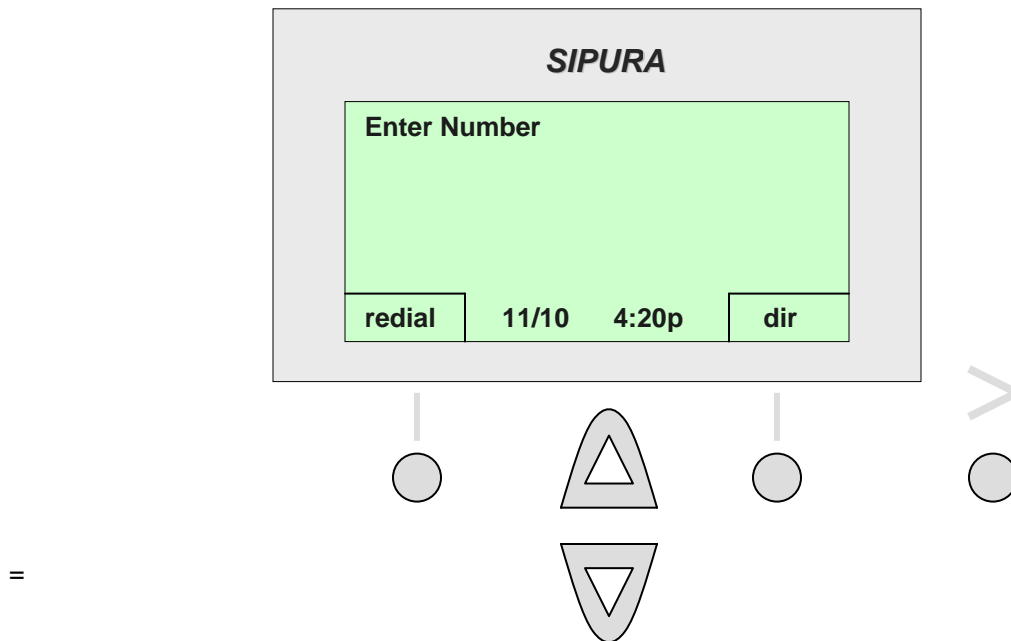 SIPURA
Enter Number
redial 11/10 4:20p dir
>
=